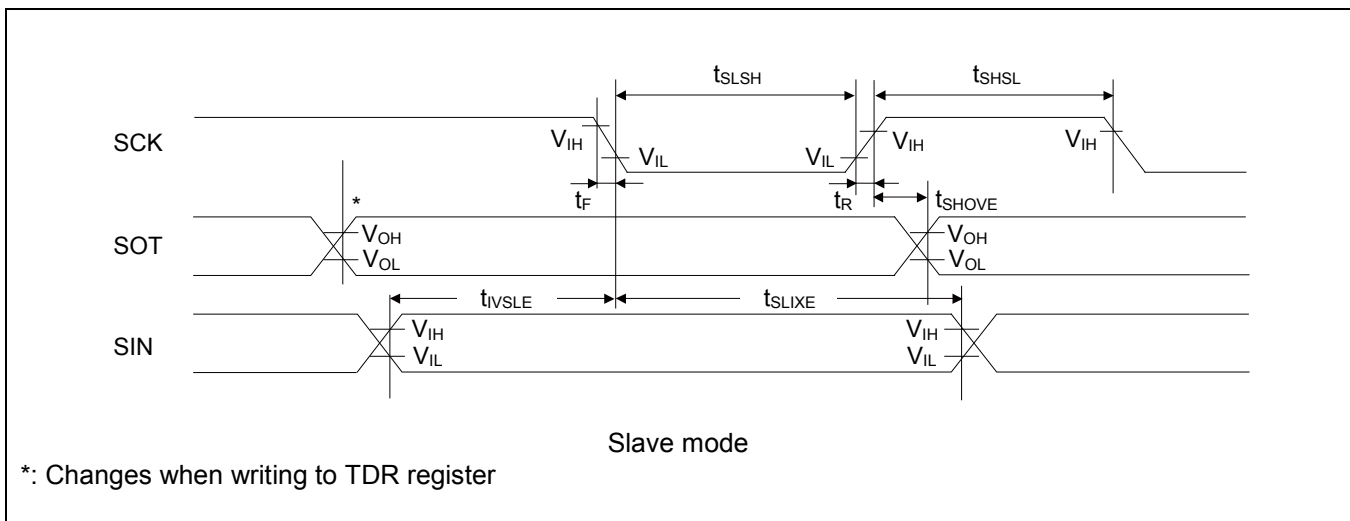 tSLSH tSHSL
SCK VIH VIL VIL VIH VIH
tF tR tSHOVE
*
SOT VOH VOH
VOL VOL
tIVSLE tSLIXE
SIN VIH VIH
VIL VIL
Slave mode
*: Changes when writing to TDR register